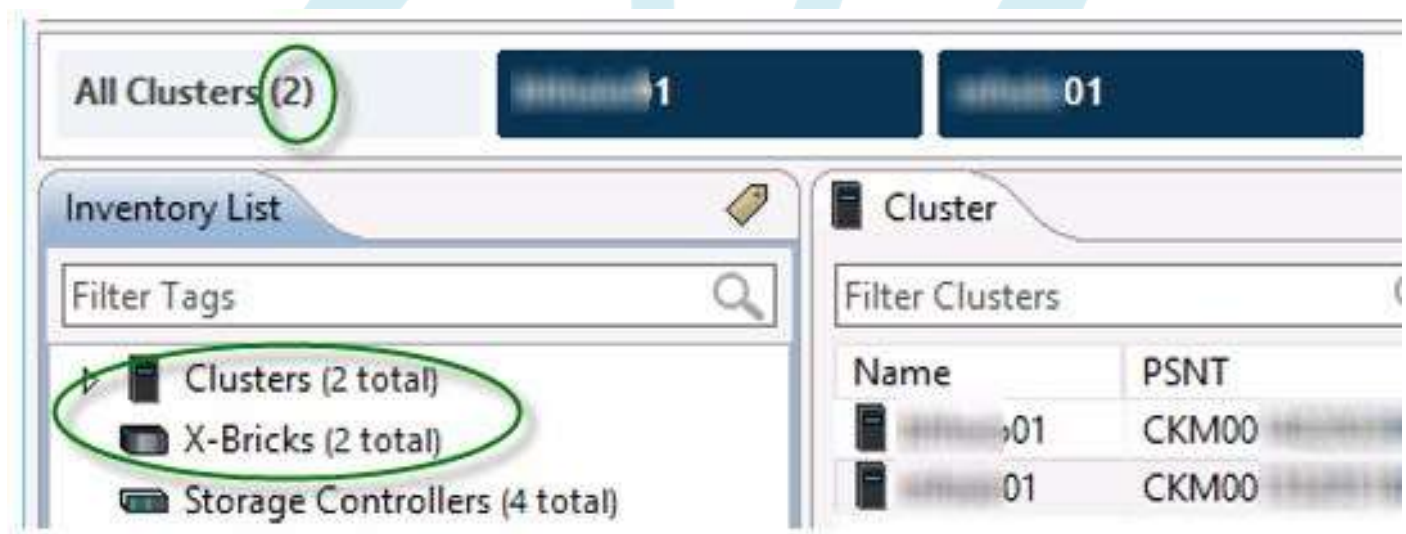 All Clusters (2) 1 01
Inventory List Cluster
Filter Tags Filter Clusters
Clusters (2 total) Name PSNT
X-Bricks (2 total) 01 CKM00
Storage Controllers (4 total) 01 CKM00